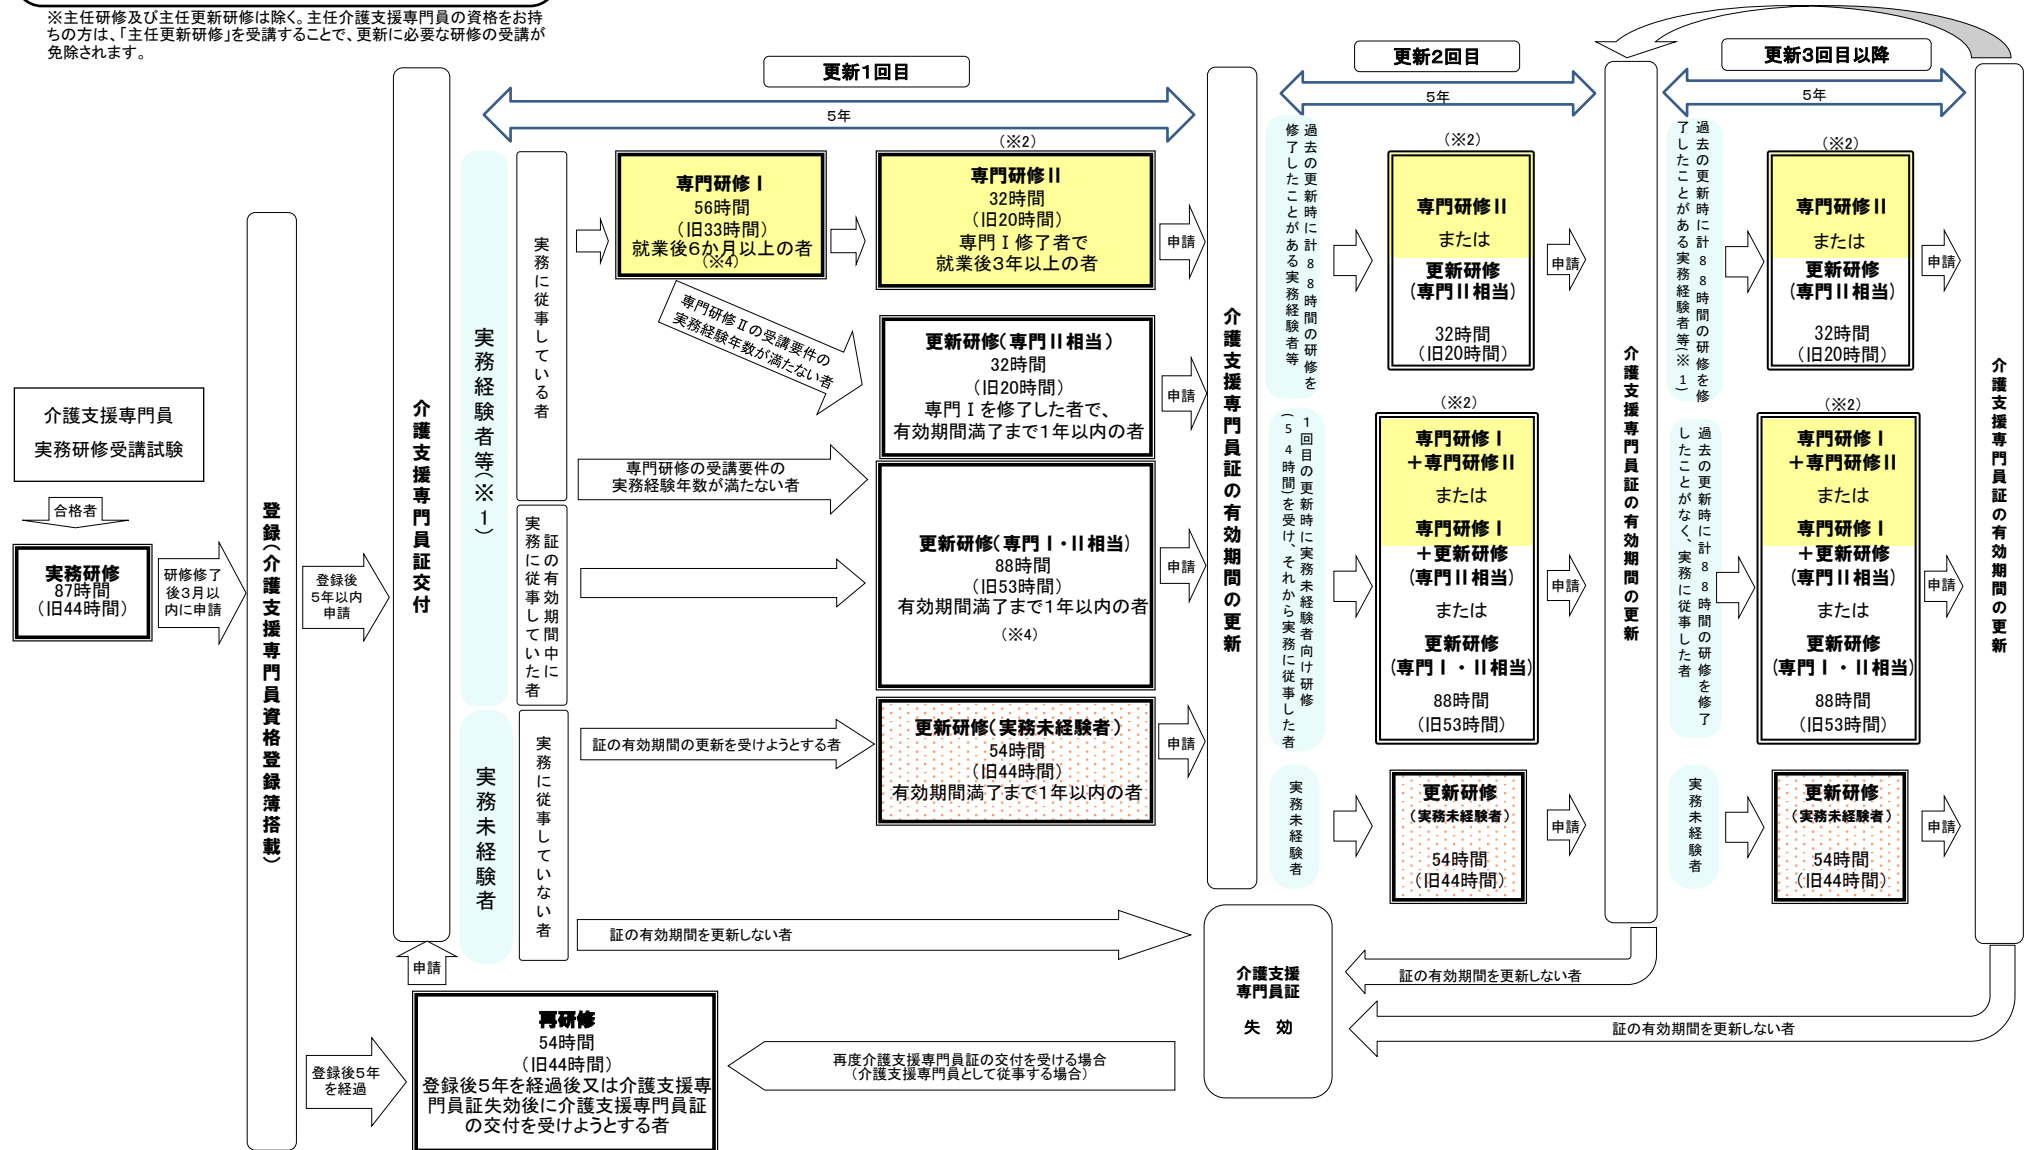 ※主任研修及び主任更新研修は除く。主任介護支援専門員の資格をお持
ちの方は、「主任更新研修」を受講することで、更新に必要な研修の受講が
免除されます。
介護支援専門員
実務研修受講試験
合格者
実務研修
87時間
(旧44時間)
研修修了
後3月以
内に申請
登録(介護支援専門員資格登録簿搭載)
登録後
5年以内
申請
登録後5年
を経過
介護支援専門員証交付
申請
再研修
54時間
(旧44時間)
登録後5年を経過後又は介護支援専
門員証失効後に介護支援専門員証
の交付を受けようとする者
更新1回目
5年
実務経験者等(※1)
実務未経験者
実務に従事している者
証の有効期間中に
実務に従事していた者
実務に従事していない者
専門研修Ⅰ
56時間
(旧33時間)
就業後6か月以上の者
(※4)
(※2)
専門研修Ⅱ
32時間
(旧20時間)
専門Ⅰ修了者で
就業後3年以上の者
申請
専門研修Ⅱの受講要件の
実務経験年数が満たない者
更新研修(専門Ⅱ相当)
32時間
(旧20時間)
専門Ⅰを修了した者で、
有効期間満了まで1年以内の者
申請
専門研修の受講要件の
実務経験年数が満たない者
更新研修(専門Ⅰ・Ⅱ相当)
88時間
(旧53時間)
有効期間満了まで1年以内の者
(※4)
申請
証の有効期間の更新を受けようとする者
更新研修(実務未経験者)
54時間
(旧44時間)
有効期間満了まで1年以内の者
申請
証の有効期間を更新しない者
再度介護支援専門員証の交付を受ける場合
(介護支援専門員として従事する場合)
介護支援専門員証の有効期間の更新
介護支援
専門員証
失 効
更新2回目
5年
過去の更新時に計88時間の研修を
修了したことがある実務経験者等
(※2)
専門研修Ⅱ
または
更新研修
(専門Ⅱ相当)
32時間
(旧20時間)
申請
1回目の更新時に実務未経験者向け研修
(54時間)を受け、それから実務に従事した者
(※2)
専門研修Ⅰ
+専門研修Ⅱ
または
専門研修Ⅰ
+更新研修
(専門Ⅱ相当)
または
更新研修
(専門Ⅰ・Ⅱ相当)
88時間
(旧53時間)
申請
実務未経験者
更新研修
(実務未経験者)
54時間
(旧44時間)
申請
介護支援専門員証の有効期間の更新
証の有効期間を更新しない者
更新3回目以降
5年
過去の更新時に計88時間の研修を修
了したことがある実務経験者等(※1)
(※2)
専門研修Ⅱ
または
更新研修
(専門Ⅱ相当)
32時間
(旧20時間)
申請
過去の更新時に計88時間の研修を修了
したことがなく、実務に従事した者
(※2)
専門研修Ⅰ
+専門研修Ⅱ
または
専門研修Ⅰ
+更新研修
(専門Ⅱ相当)
または
更新研修
(専門Ⅰ・Ⅱ相当)
88時間
(旧53時間)
申請
実務未経験者
更新研修
(実務未経験者)
54時間
(旧44時間)
申請
介護支援専門員証の有効期間の更新
証の有効期間を更新しない者